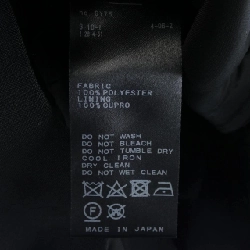 FABRIC
100%POLYESTER
LINING
100%CUPRO
DO NOT WASH
DO NOT BLEACH
DO NOT TUMBLE DRY
COOL IRON
DRY CLEAN
DO NOT WET CLEAN
MADE IN JAPAN